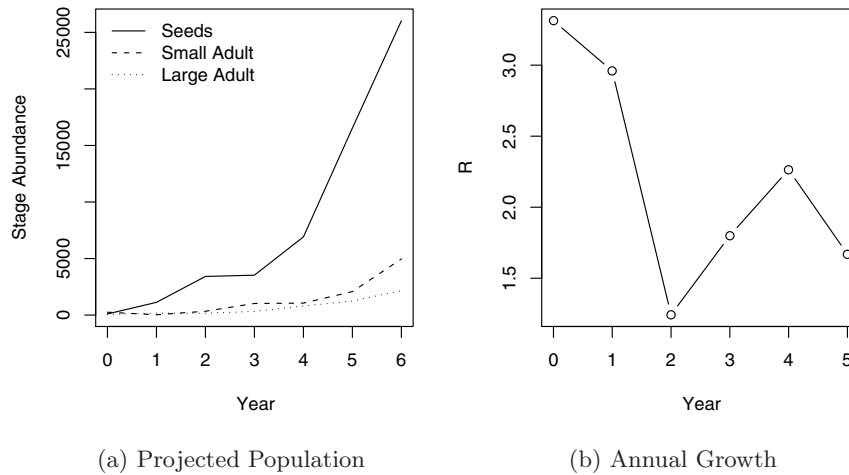 Seeds
Small Adult
Large Adult
Stage Abundance
25000
15000
5000
0
0 1 2 3 4 5 6
Year
(a) Projected Population
R
3.0
2.5
2.0
1.5
0 1 2 3 4 5
Year
(b) Annual Growth